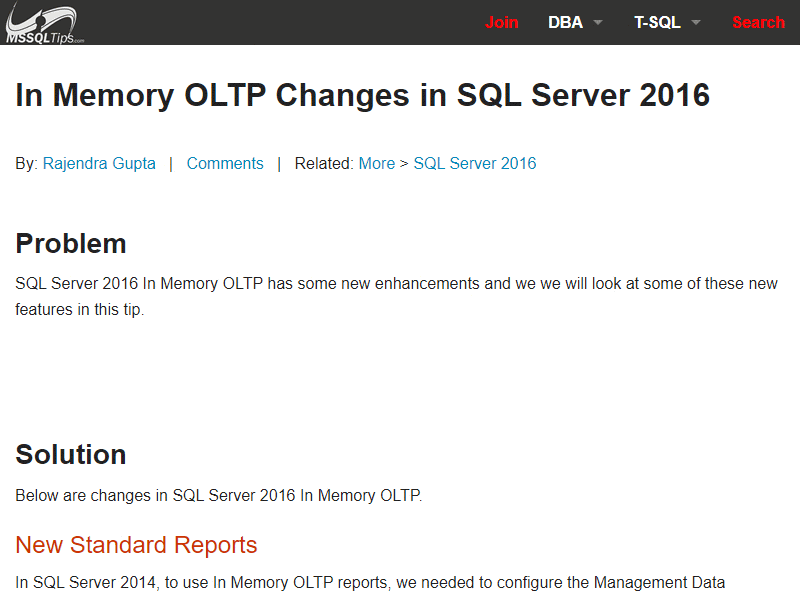 MSSQLTips.com
Join DBA T-SQL Search
In Memory OLTP Changes in SQL Server 2016
By: Rajendra Gupta | Comments | Related: More > SQL Server 2016
Problem
SQL Server 2016 In Memory OLTP has some new enhancements and we we will look at some of these new
features in this tip.
Solution
Below are changes in SQL Server 2016 In Memory OLTP.
New Standard Reports
In SQL Server 2014, to use In Memory OLTP reports, we needed to configure the Management Data